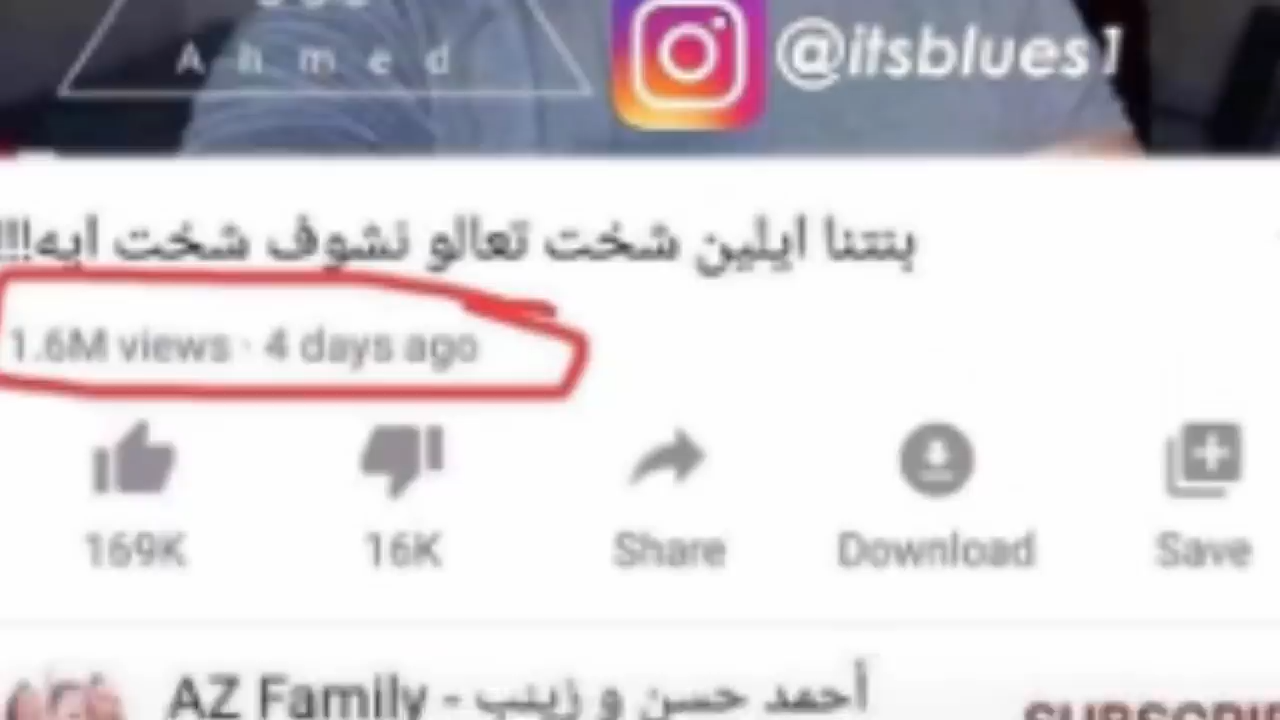 Ahmed
@itsblues1
بنتنا ايلين شخت تعالو نشوف شخت ايه!!!
1.6M views · 4 days ago
169K 16K Share Download Save
AZ Family - أحمد حسن و زينب